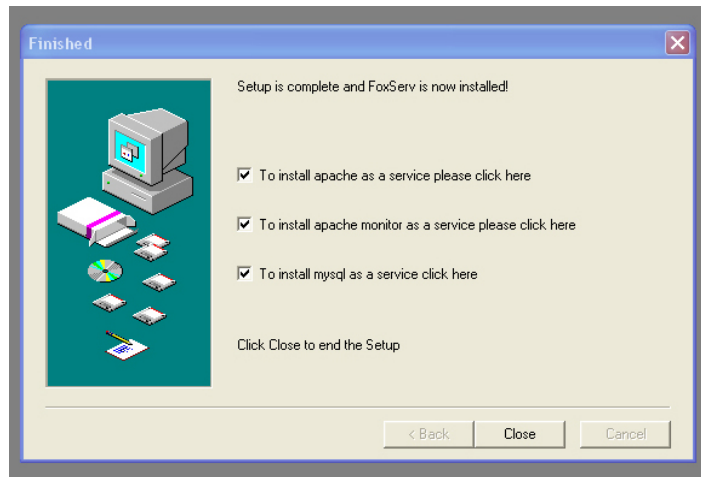 Finished
Setup is complete and FoxServ is now installed!
To install apache as a service please click here
To install apache monitor as a service please click here
To install mysql as a service click here
Click Close to end the Setup
< Back Close Cancel